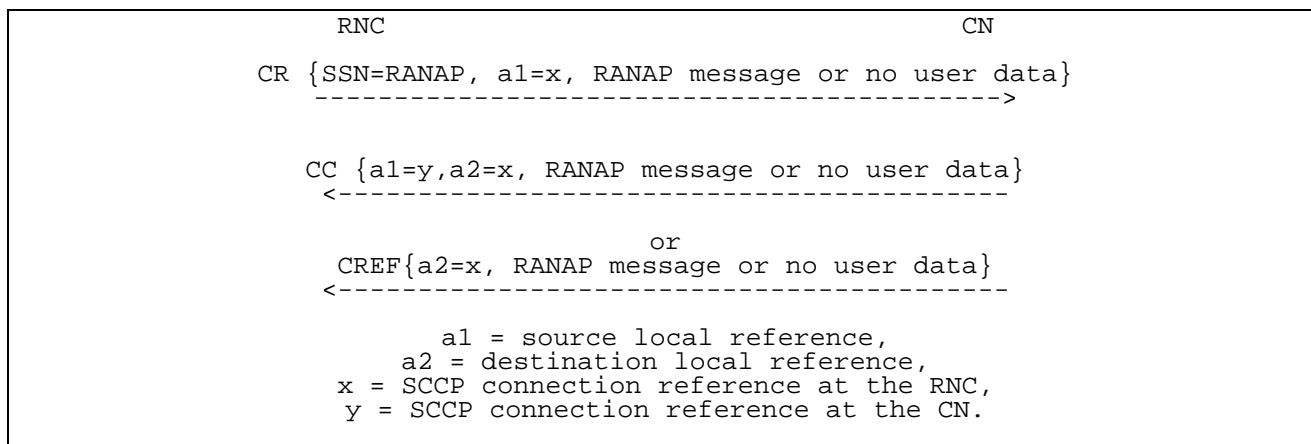 RNC CN
CR {SSN=RANAP, a1=x, RANAP message or no user data}
------------------------------------------->
CC {a1=y,a2=x, RANAP message or no user data}
<------------------------------------------
or
CREF{a2=x, RANAP message or no user data}
<------------------------------------------
a1 = source local reference,
a2 = destination local reference,
x = SCCP connection reference at the RNC,
y = SCCP connection reference at the CN.